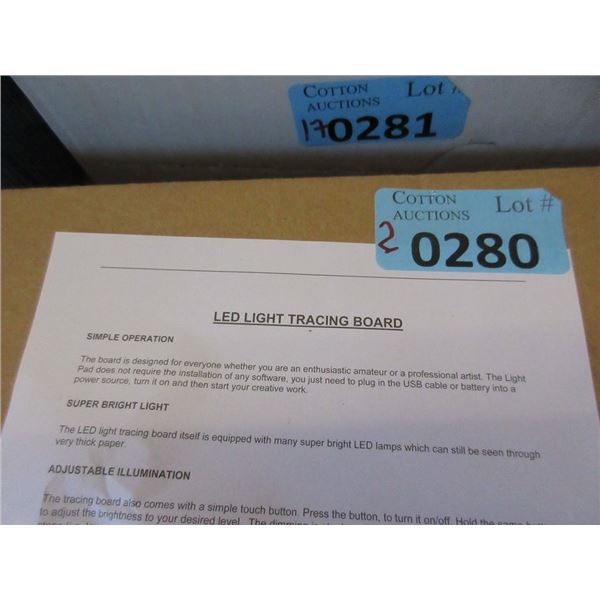 COTTON
AUCTIONS
Lot
17 0281
COTTON
AUCTIONS
Lot #
2 0280
LED LIGHT TRACING BOARD
SIMPLE OPERATION
The board is designed for everyone whether you are an enthusiastic amateur or a professional artist. The Light
Pad does not require the installation of any software, you just need to plug in the USB cable or battery into a
power source, turn it on and then start your creative work.
SUPER BRIGHT LIGHT
The LED light tracing board itself is equipped with many super bright LED lamps which can still be seen through
very thick paper.
ADJUSTABLE ILLUMINATION
The tracing board also comes with a simple touch button. Press the button, to turn it on/off. Hold the same
to adjust the brightness to your desired level. The dimming is